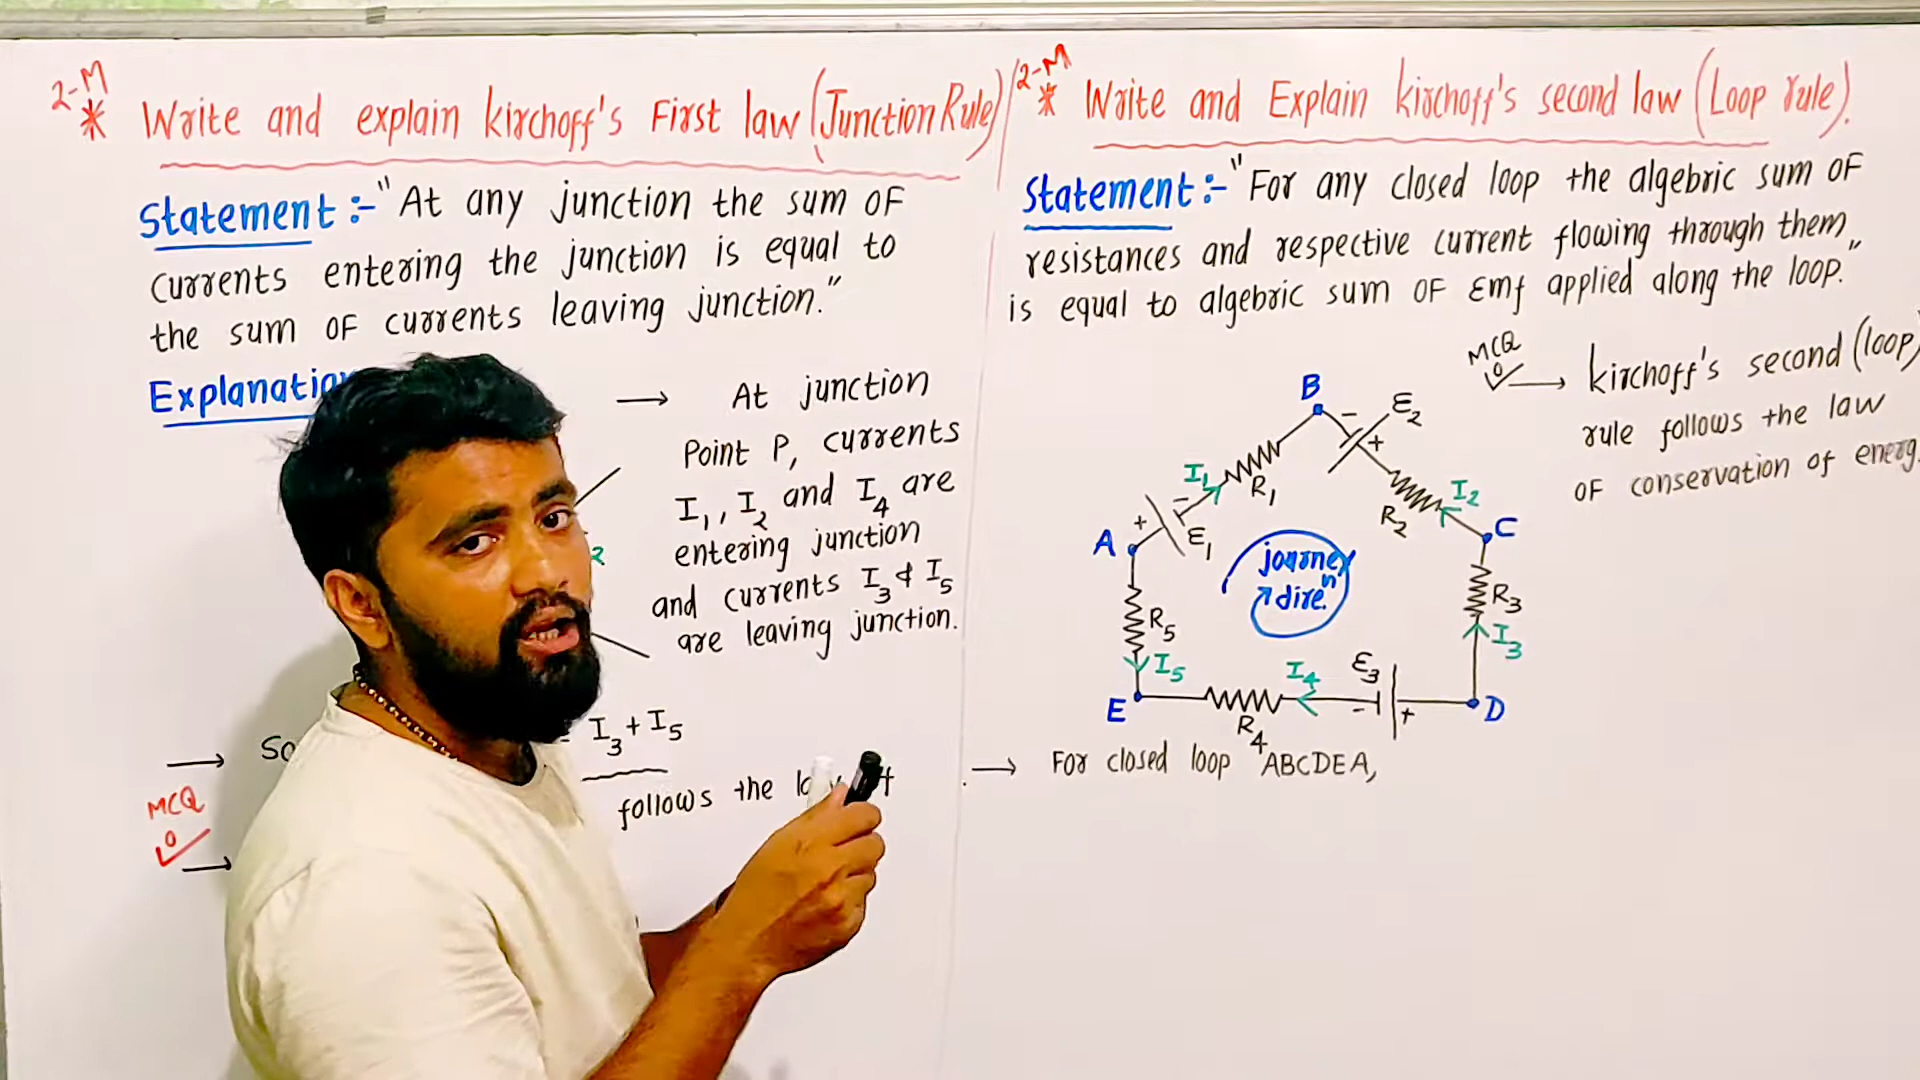 2-M
* Write and explain kirchoff's First law (Junction Rule)
Statement :- "At any junction the sum of
currents entering the junction is equal to
the sum of currents leaving junction."
Explanation
→ At junction
Point P, currents
I1, I2 and I4 are
entering junction
and currents I3 & I5
are leaving junction.
2
→ So
I3 + I5
MCQ
→
follows the
2-M
* Write and Explain kirchoff's second law (Loop rule).
Statement :- "For any closed loop the algebric sum of
resistances and respective current flowing through them
is equal to algebric sum of Emf applied along the loop."
MCQ
→ kirchoff's second (loop)
rule follows the law
of conservation of energ
B
- ε2
+
I1
R1
I2
R2
C
A
+ -
ε1
journey
diren.
R3
R5
I3
I5
I4
ε3
E
R4
- +
D
→ For closed loop ABCDEA,